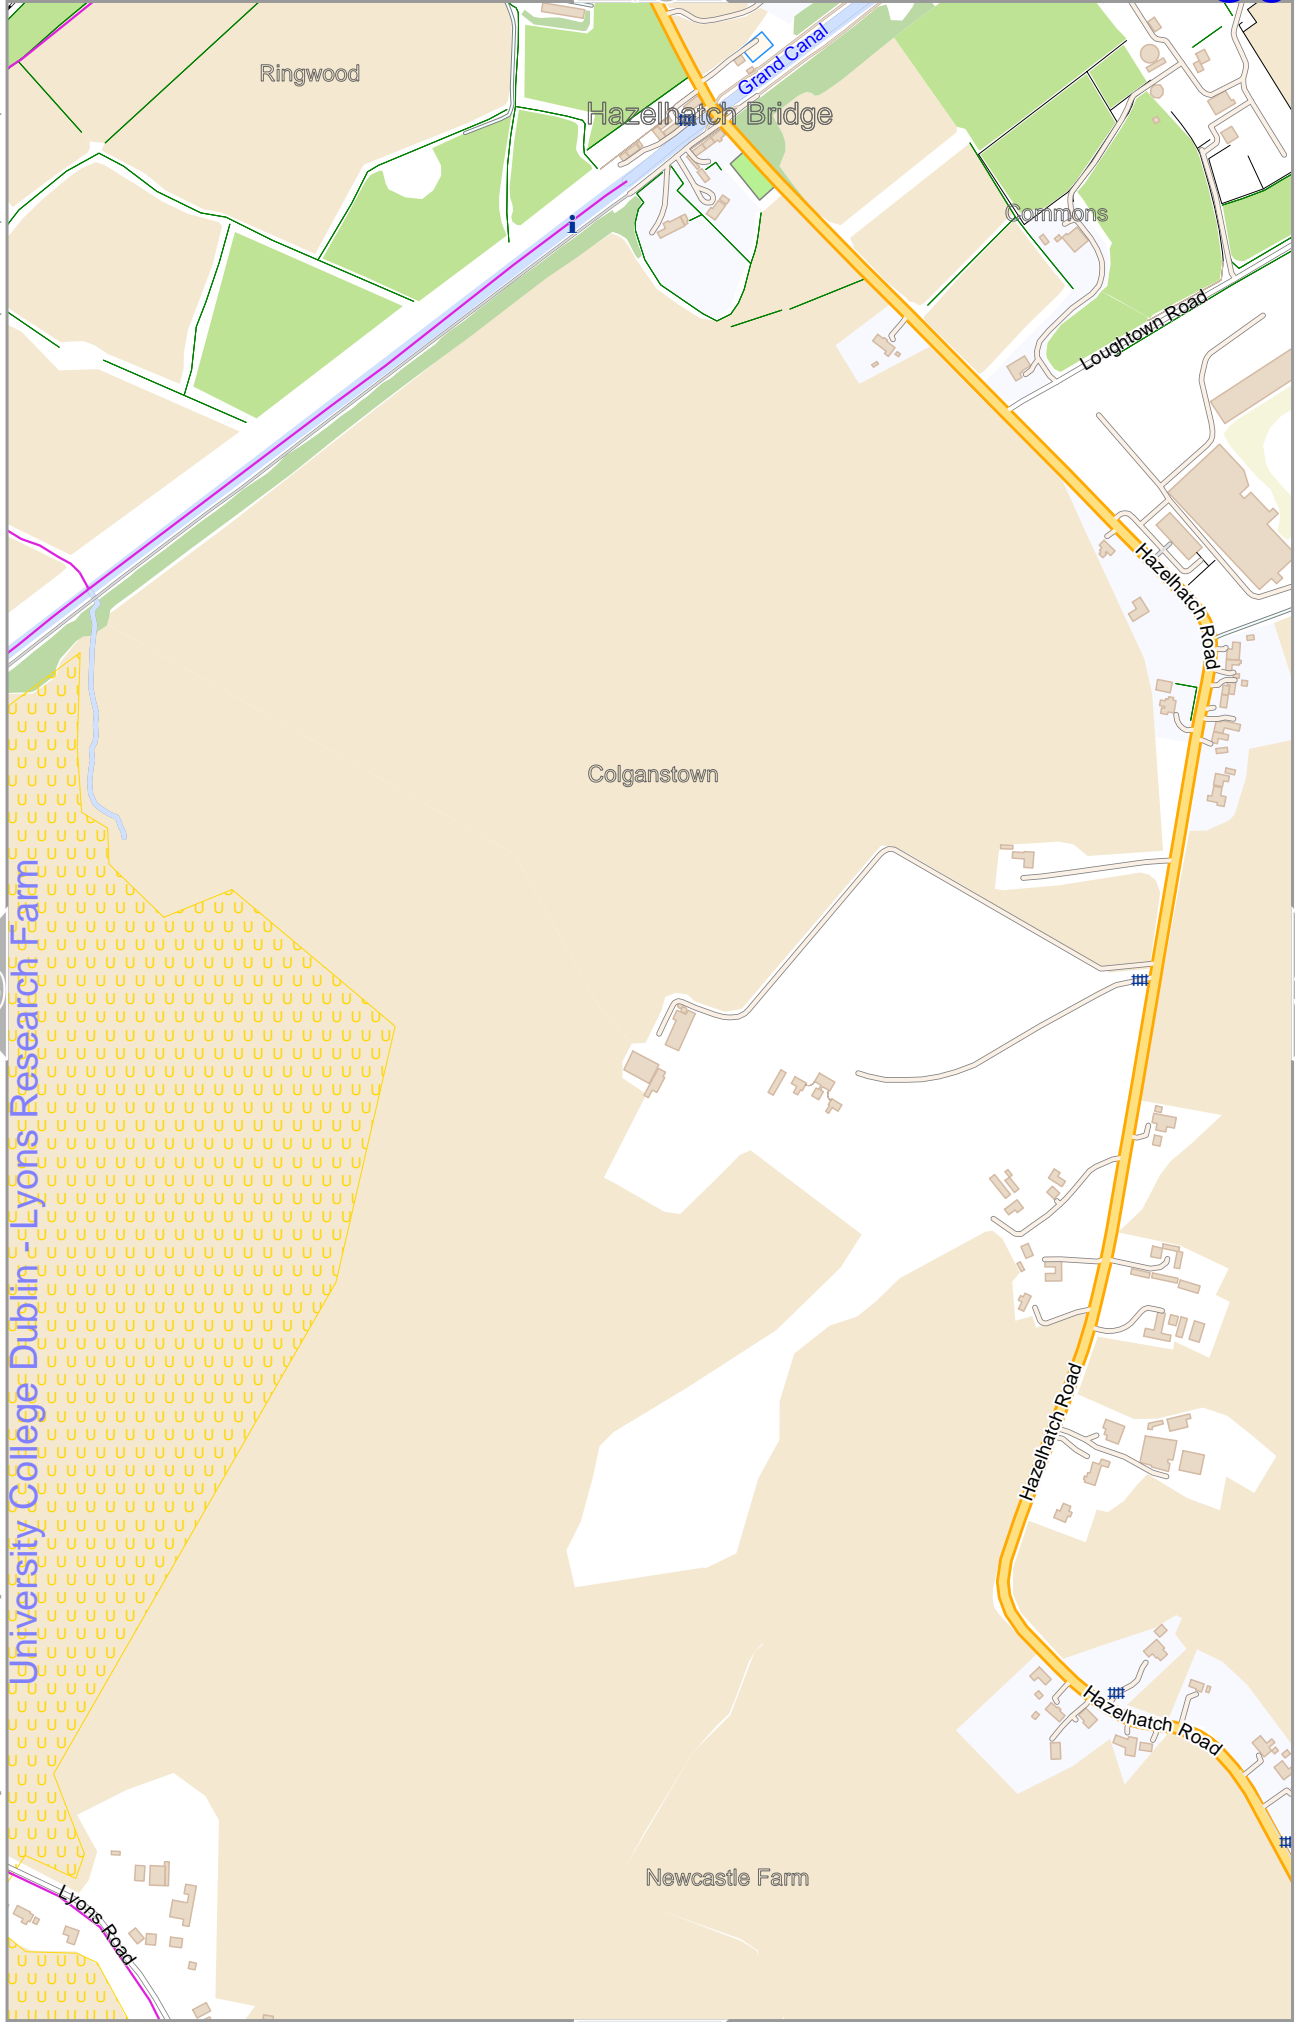 Ringwood
Grand Canal
Hazelhatch Bridge
i
Commons
Loughtown Road
Hazelhatch Road
Colganstown
University College Dublin - Lyons Research Farm
Hazelhatch Road
Hazelhatch Road
Newcastle Farm
Lyons Road